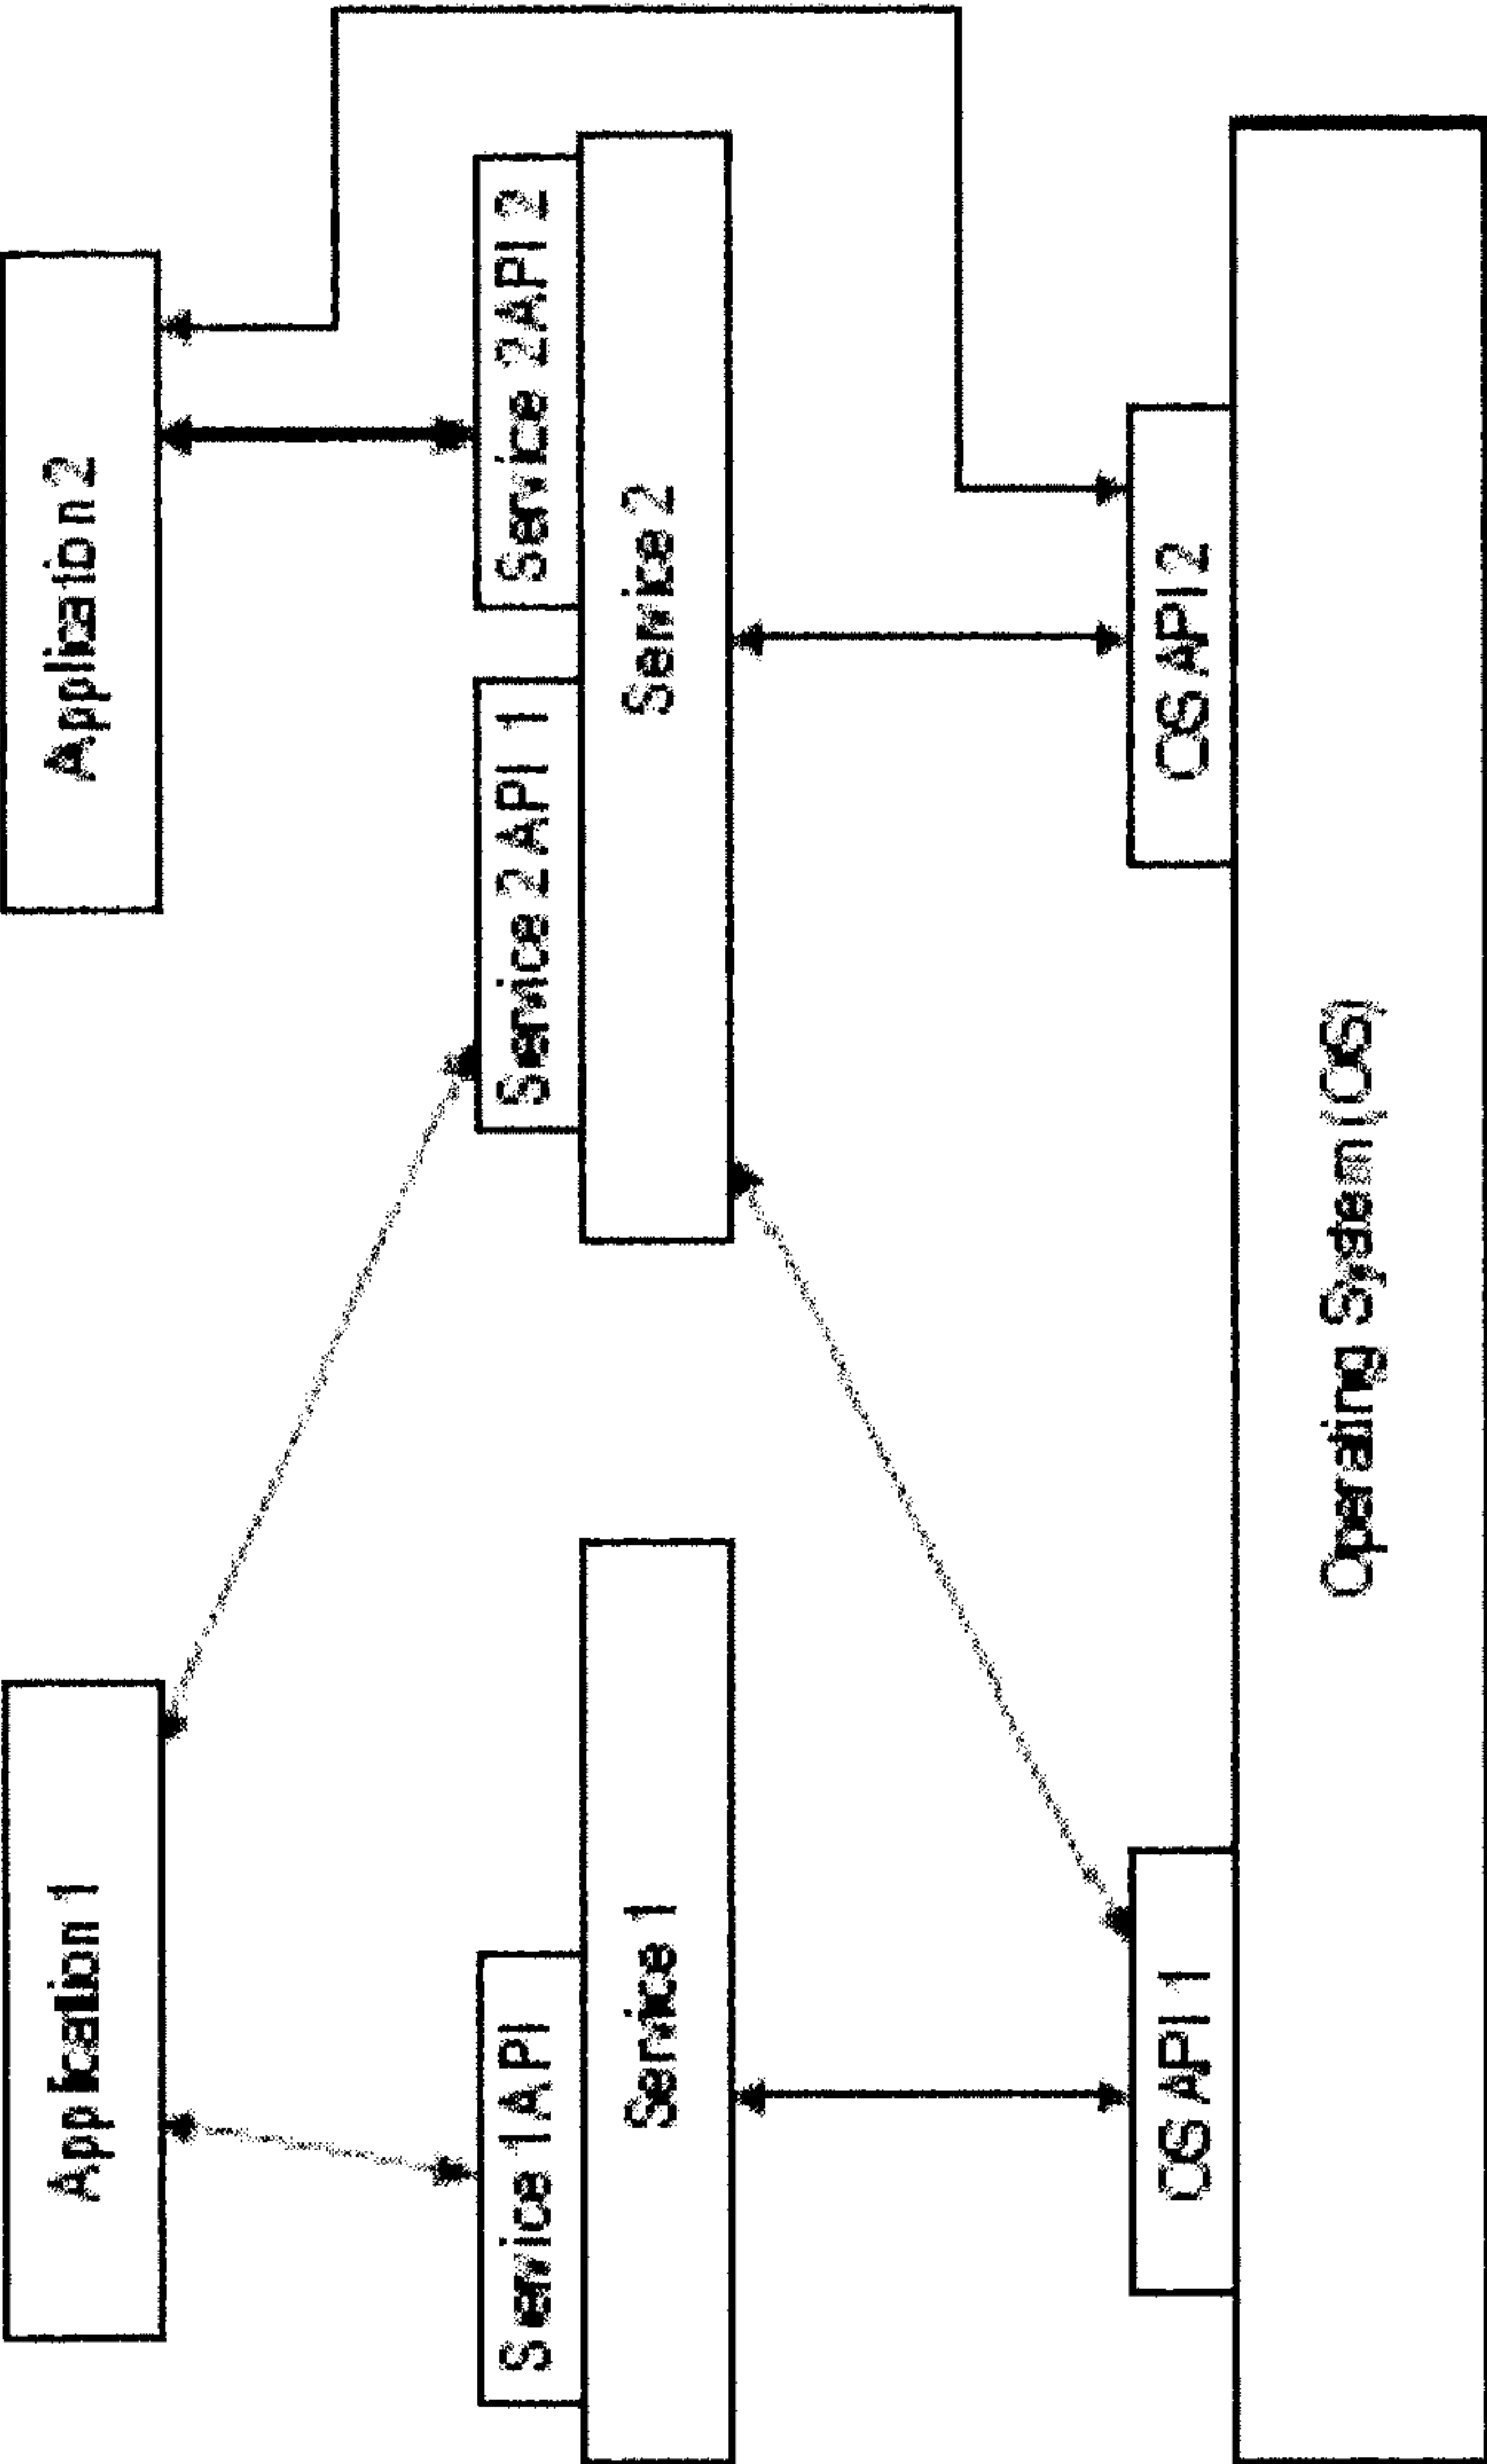 Application 1
Application 2
Service 1 API
Service 2 API 1
Service 2 API 2
Service 1
Service 2
OS API 1
OS API 2
Operating System (OS)